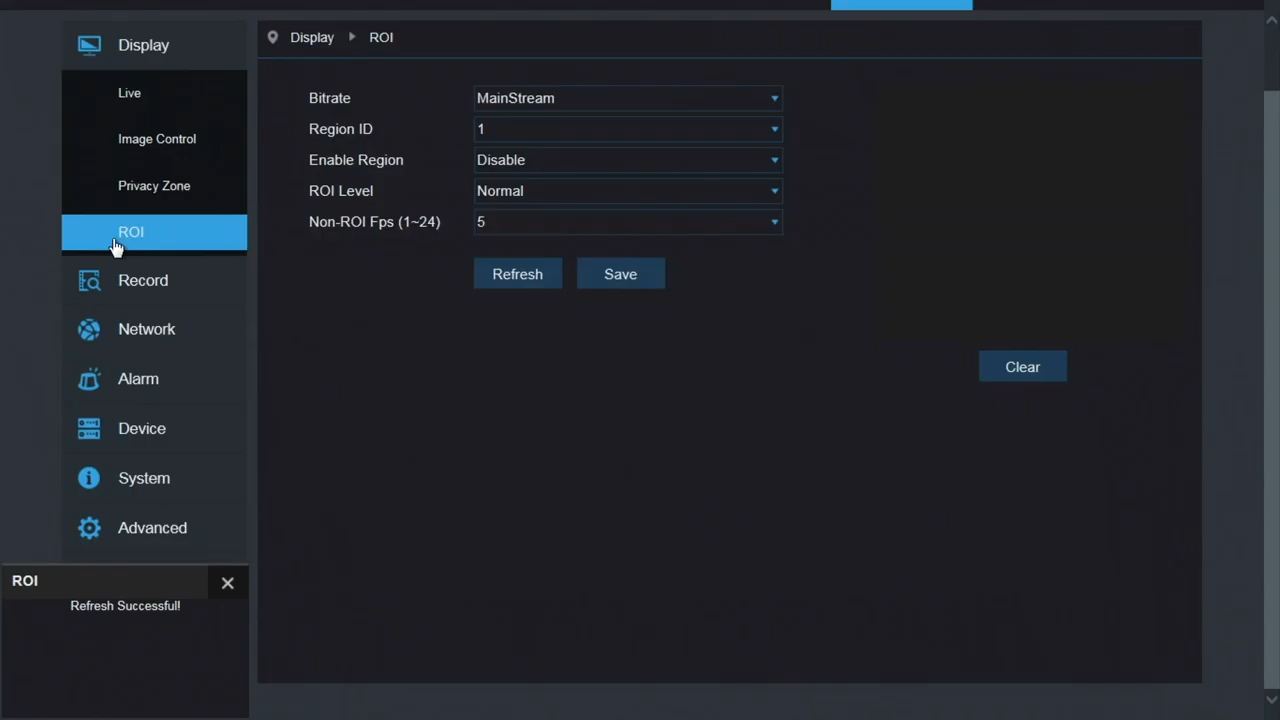 Display
Live
Image Control
Privacy Zone
ROI
Record
Network
Alarm
Device
System
Advanced
Display ROI
Bitrate MainStream
Region ID 1
Enable Region Disable
ROI Level Normal
Non-ROI Fps (1~24) 5
Refresh Save
Clear
ROI
Refresh Successful!